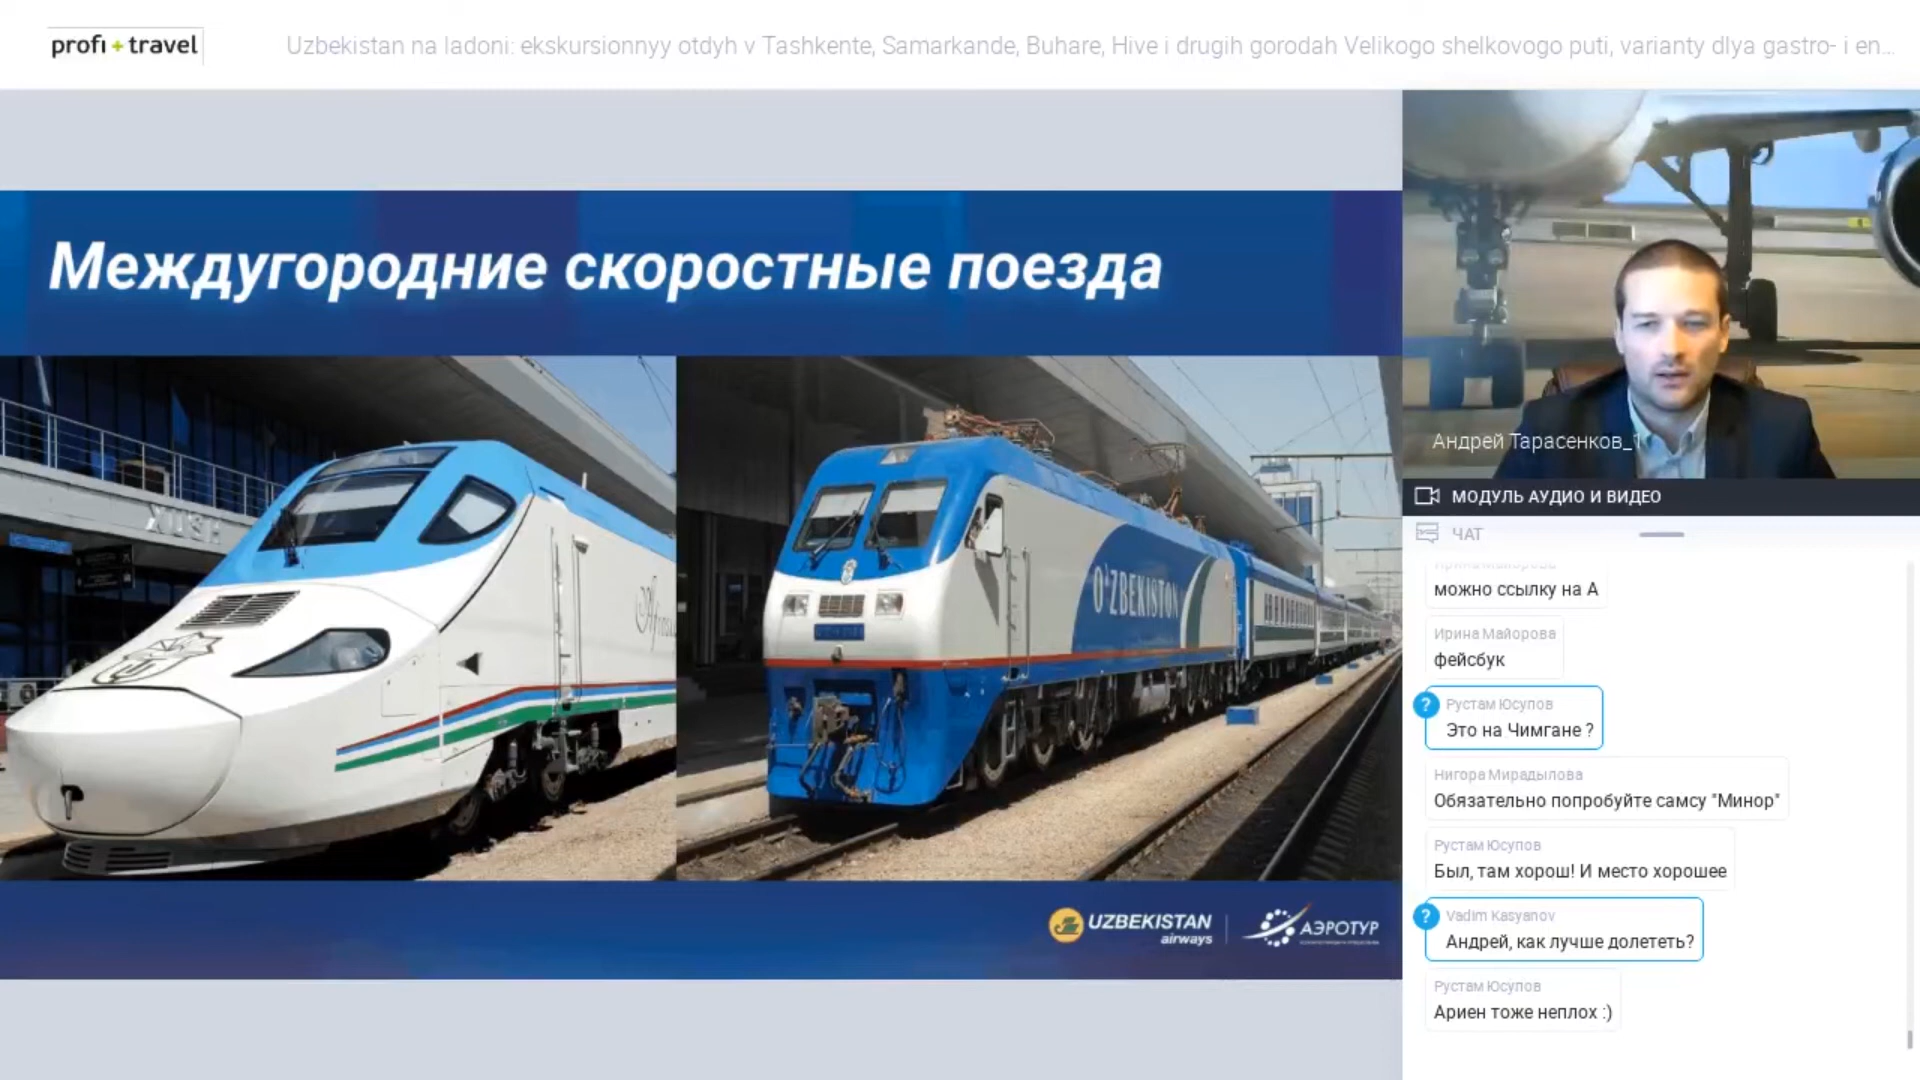 profi + travel
Uzbekistan na ladoni: ekskursionnyy otdyh v Tashkente, Samarkande, Buhare, Hive i drugih gorodah Velikogo shelkovogo puti, varianty dlya gastro- i en...
Междугородние скоростные поезда
O'ZBEKISTON
UZBEKISTAN
airways
АЭРОТУР
Андрей Тарасенков_1
МОДУЛЬ АУДИО И ВИДЕО
ЧАТ
Ирина Майорова
можно ссылку на А
Ирина Майорова
фейсбук
? Рустам Юсупов
Это на Чимгане ?
Нигора Мирадылова
Обязательно попробуйте самсу "Минор"
Рустам Юсупов
Был, там хорош! И место хорошее
? Vadim Kasyanov
Андрей, как лучше долететь?
Рустам Юсупов
Ариен тоже неплох :)